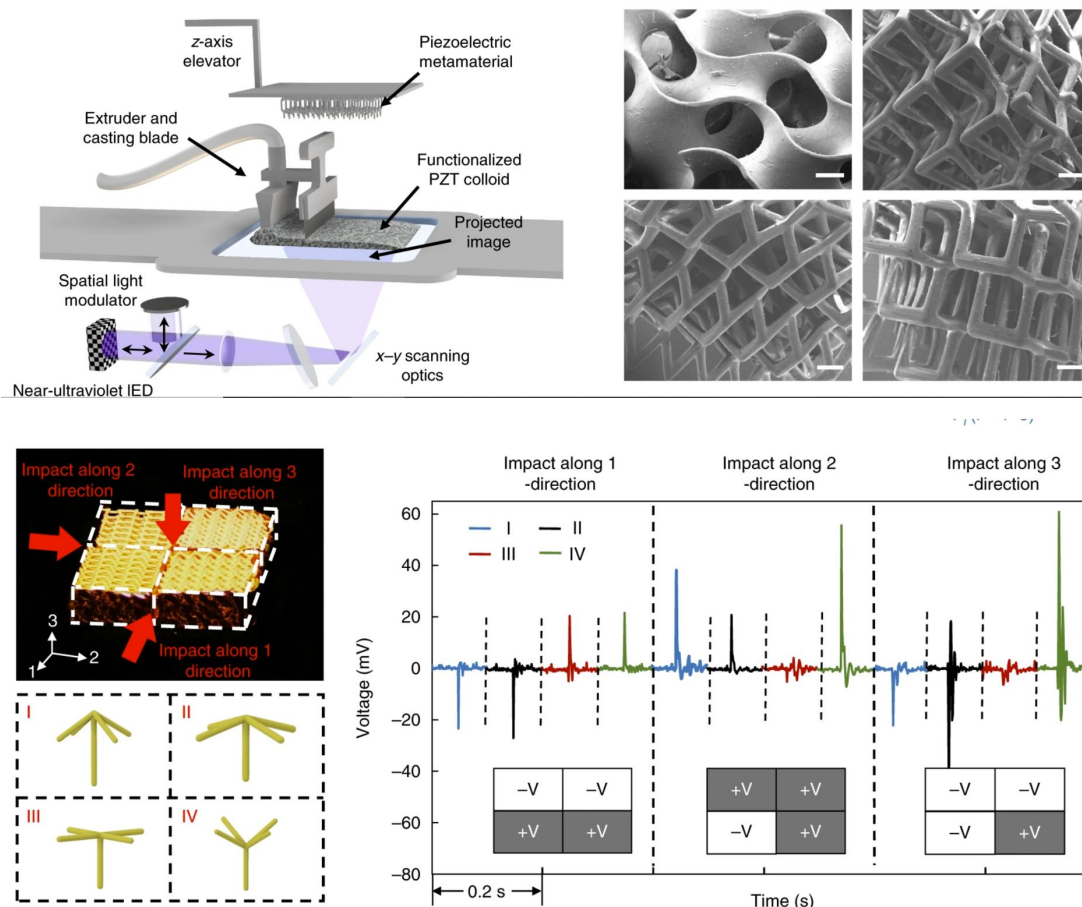 z-axis
elevator
Piezoelectric
metamaterial
Extruder and
casting blade
Functionalized
PZT colloid
Projected
image
Spatial light
modulator
x–y scanning
optics
Near-ultraviolet lED
Impact along 2
direction
Impact along 3
direction
Impact along 1
direction
3
2
1
I
II
III
IV
Impact along 1
-direction
Impact along 2
-direction
Impact along 3
-direction
I
II
III
IV
Voltage (mV)
60
40
20
0
−20
−40
−60
−80
–V –V
+V +V
+V +V
–V +V
–V –V
–V +V
0.2 s
Time (s)